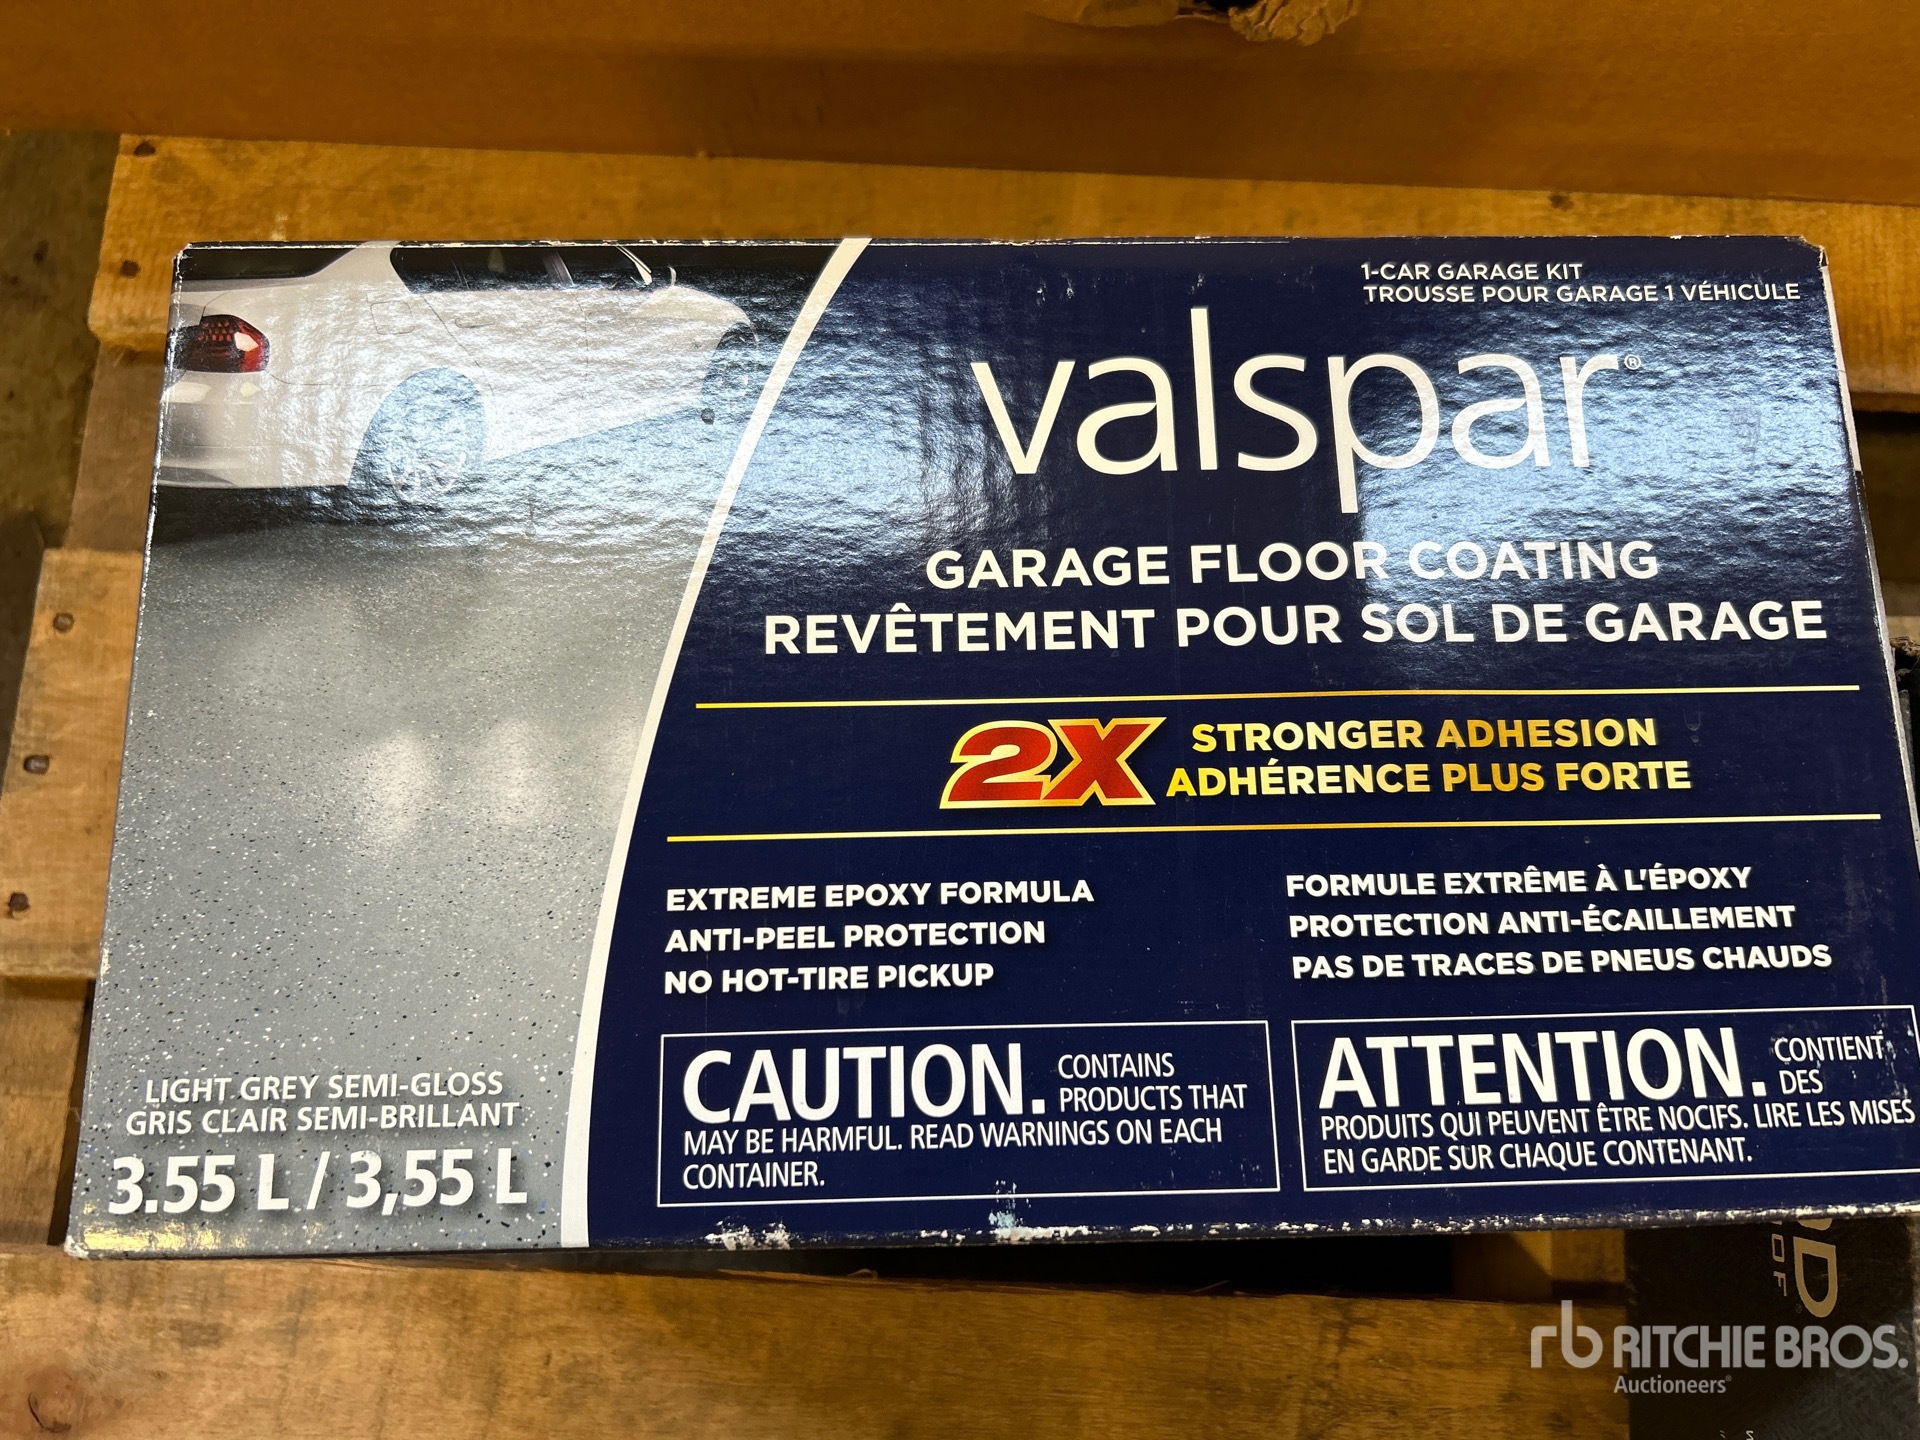 1-CAR GARAGE KIT
TROUSSE POUR GARAGE 1 VÉHICULE
valspar®
GARAGE FLOOR COATING
REVÊTEMENT POUR SOL DE GARAGE
2X STRONGER ADHESION
ADHÉRENCE PLUS FORTE
EXTREME EPOXY FORMULA
ANTI-PEEL PROTECTION
NO HOT-TIRE PICKUP
FORMULE EXTRÊME À L'ÉPOXY
PROTECTION ANTI-ÉCAILLEMENT
PAS DE TRACES DE PNEUS CHAUDS
LIGHT GREY SEMI-GLOSS
GRIS CLAIR SEMI-BRILLANT
3.55 L / 3,55 L
CAUTION. CONTAINS
PRODUCTS THAT
MAY BE HARMFUL. READ WARNINGS ON EACH
CONTAINER.
ATTENTION. CONTIENT
DES
PRODUITS QUI PEUVENT ÊTRE NOCIFS. LIRE LES MISES
EN GARDE SUR CHAQUE CONTENANT.
rb RITCHIE BROS.
Auctioneers®